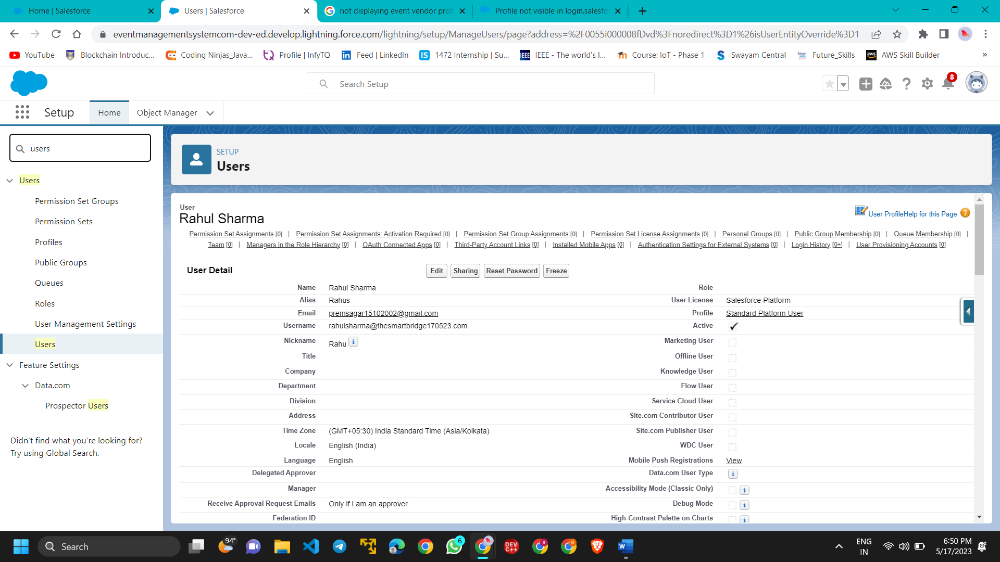 Home | Salesforce
Users | Salesforce
not displaying event vendor prof
Profile not visible in login.salesfo
eventmanagementsystemcom-dev-ed.develop.lightning.force.com/lightning/setup/ManageUsers/page?address=%2F0055i000008fDvd%3Fnoredirect%3D1%26isUserEntityOverride%3D1
YouTube
Blockchain Introduc...
Coding Ninjas_Java...
Profile | InfyTQ
Feed | LinkedIn
1472 Internship | Su...
IEEE - The world's l...
Course: IoT - Phase 1
Swayam Central
Future_Skills
AWS Skill Builder
»
Search Setup
8
Setup
Home
Object Manager
users
Users
Permission Set Groups
Permission Sets
Profiles
Public Groups
Queues
Roles
User Management Settings
Users
Feature Settings
Data.com
Prospector Users
Didn't find what you're looking for?
Try using Global Search.
SETUP
Users
User
Rahul Sharma
User Profile Help for this Page
Permission Set Assignments [0] | Permission Set Assignments: Activation Required [0] | Permission Set Group Assignments [0] | Permission Set License Assignments [0] | Personal Groups [0] | Public Group Membership [0] | Queue Membership [0] |
Team [0] | Managers in the Role Hierarchy [0] | OAuth Connected Apps [0] | Third-Party Account Links [0] | Installed Mobile Apps [0] | Authentication Settings for External Systems [0] | Login History [0+] | User Provisioning Accounts [0]
User Detail
Edit Sharing Reset Password Freeze
Name Rahul Sharma Role
Alias Rahus User License Salesforce Platform
Email premsagar15102002@gmail.com Profile Standard Platform User
Username rahulsharma@thesmartbridge170523.com Active
Nickname Rahu i Marketing User
Title Offline User
Company Knowledge User
Department Flow User
Division Service Cloud User
Address Site.com Contributor User
Time Zone (GMT+05:30) India Standard Time (Asia/Kolkata) Site.com Publisher User
Locale English (India) WDC User
Language English Mobile Push Registrations View
Delegated Approver Data.com User Type i
Manager Accessibility Mode (Classic Only) i
Receive Approval Request Emails Only if I am an approver Debug Mode i
Federation ID High-Contrast Palette on Charts i
Search
94°
6
DEV C++
ENG
IN
6:50 PM
5/17/2023